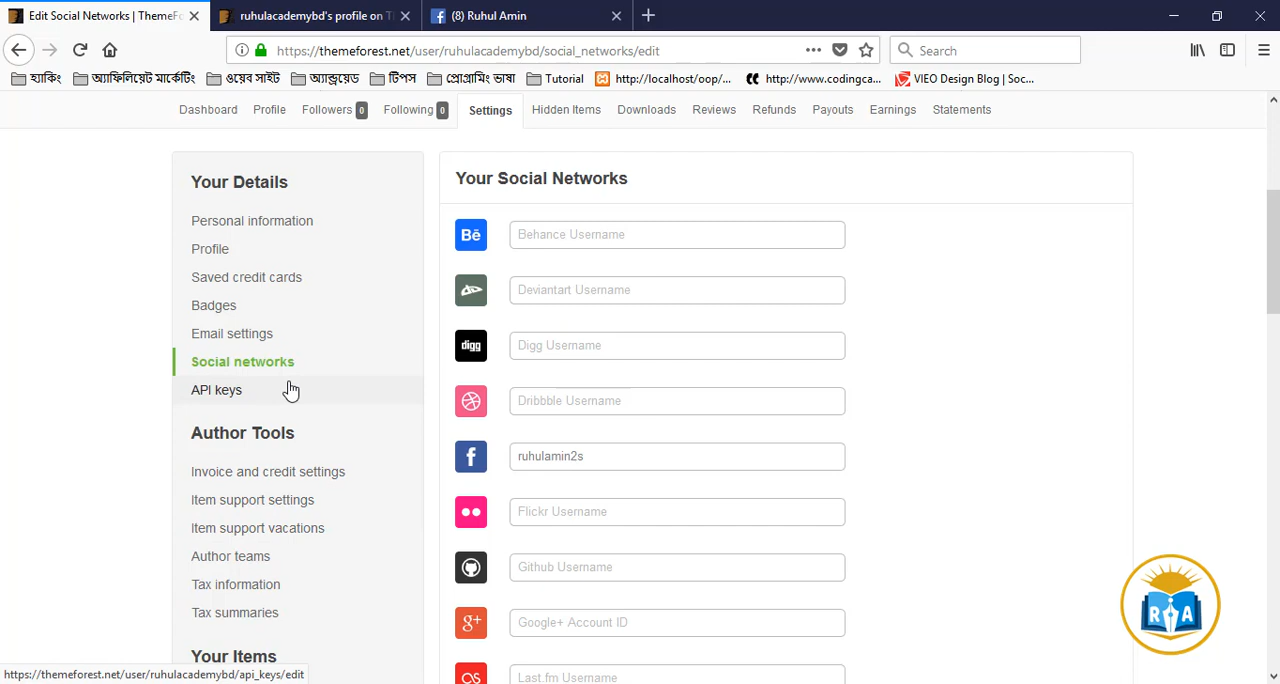 Edit Social Networks | ThemeFo
ruhulacademybd's profile on T
(8) Ruhul Amin
https://themeforest.net/user/ruhulacademybd/social_networks/edit
Search
হ্যাকিং
অ্যাফিলিয়েট মার্কেটিং
ওয়েব সাইট
অ্যান্ড্রয়েড
টিপস
প্রোগ্রামিং ভাষা
Tutorial
http://localhost/oop/...
http://www.codingca...
VIEO Design Blog | Soc...
Dashboard
Profile
Followers 0
Following 0
Settings
Hidden Items
Downloads
Reviews
Refunds
Payouts
Earnings
Statements
Your Details
Personal information
Profile
Saved credit cards
Badges
Email settings
Social networks
API keys
Author Tools
Invoice and credit settings
Item support settings
Item support vacations
Author teams
Tax information
Tax summaries
Your Items
Your Social Networks
Bē
Behance Username
Deviantart Username
digg
Digg Username
Dribbble Username
f
ruhulamin2s
Flickr Username
Github Username
g+
Google+ Account ID
Last.fm Username
R A
https://themeforest.net/user/ruhulacademybd/api_keys/edit